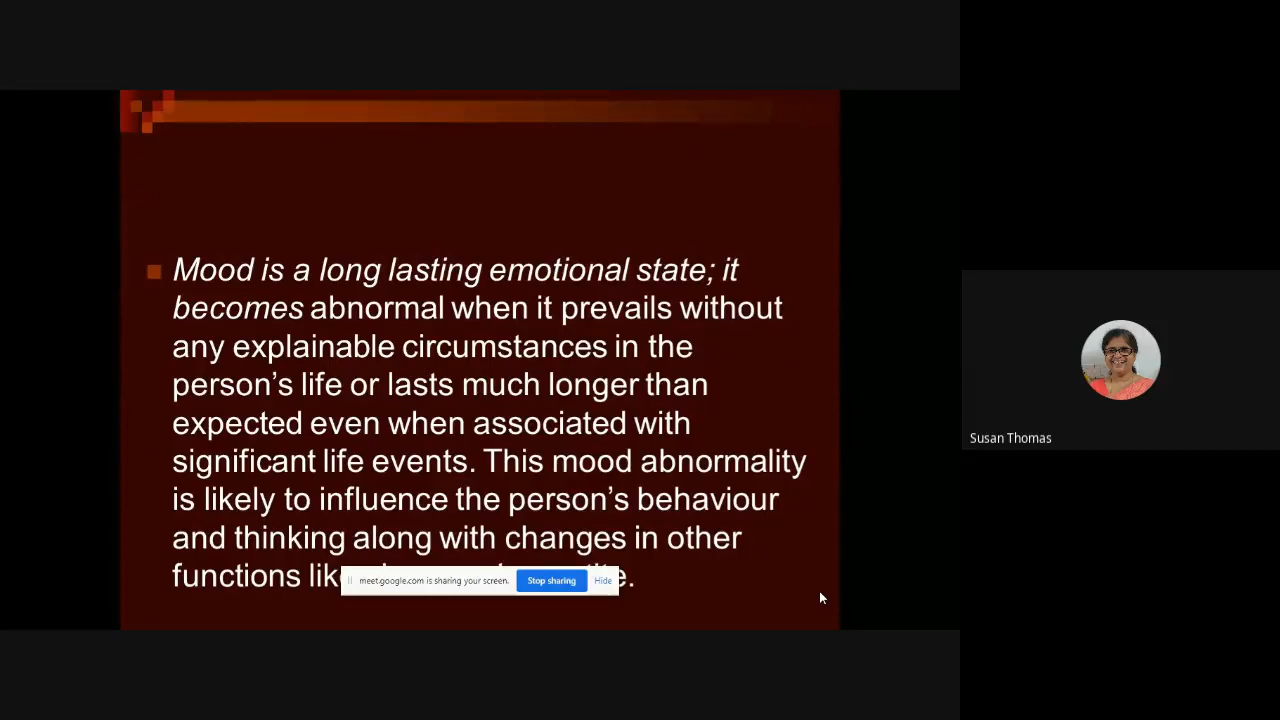 Mood is a long lasting emotional state; it
becomes abnormal when it prevails without
any explainable circumstances in the
person’s life or lasts much longer than
expected even when associated with
significant life events. This mood abnormality
is likely to influence the person’s behaviour
and thinking along with changes in other
functions
meet.google.com is sharing your screen. Stop sharing Hide
Susan Thomas